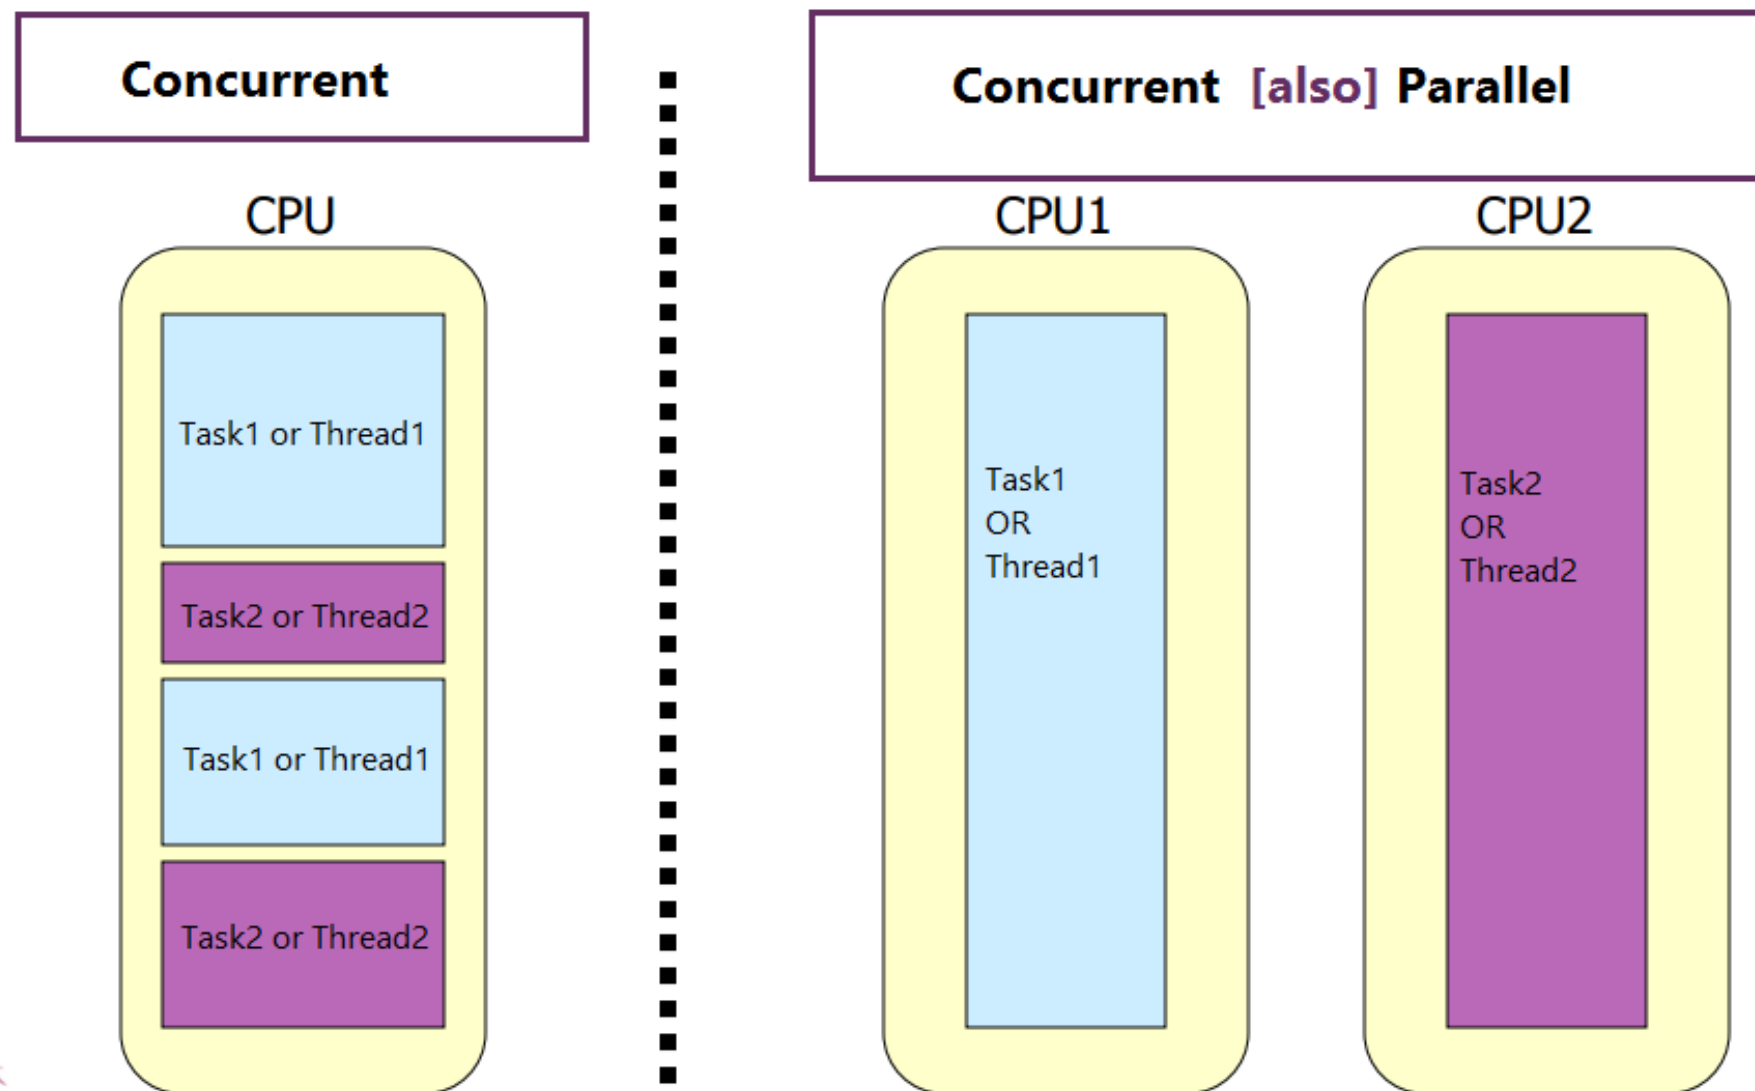 Concurrent
Concurrent [also] Parallel
CPU
Task1 or Thread1
Task2 or Thread2
Task1 or Thread1
Task2 or Thread2
CPU1
Task1
OR
Thread1
CPU2
Task2
OR
Thread2